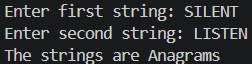 Enter first string: SILENT
Enter second string: LISTEN
The strings are Anagrams